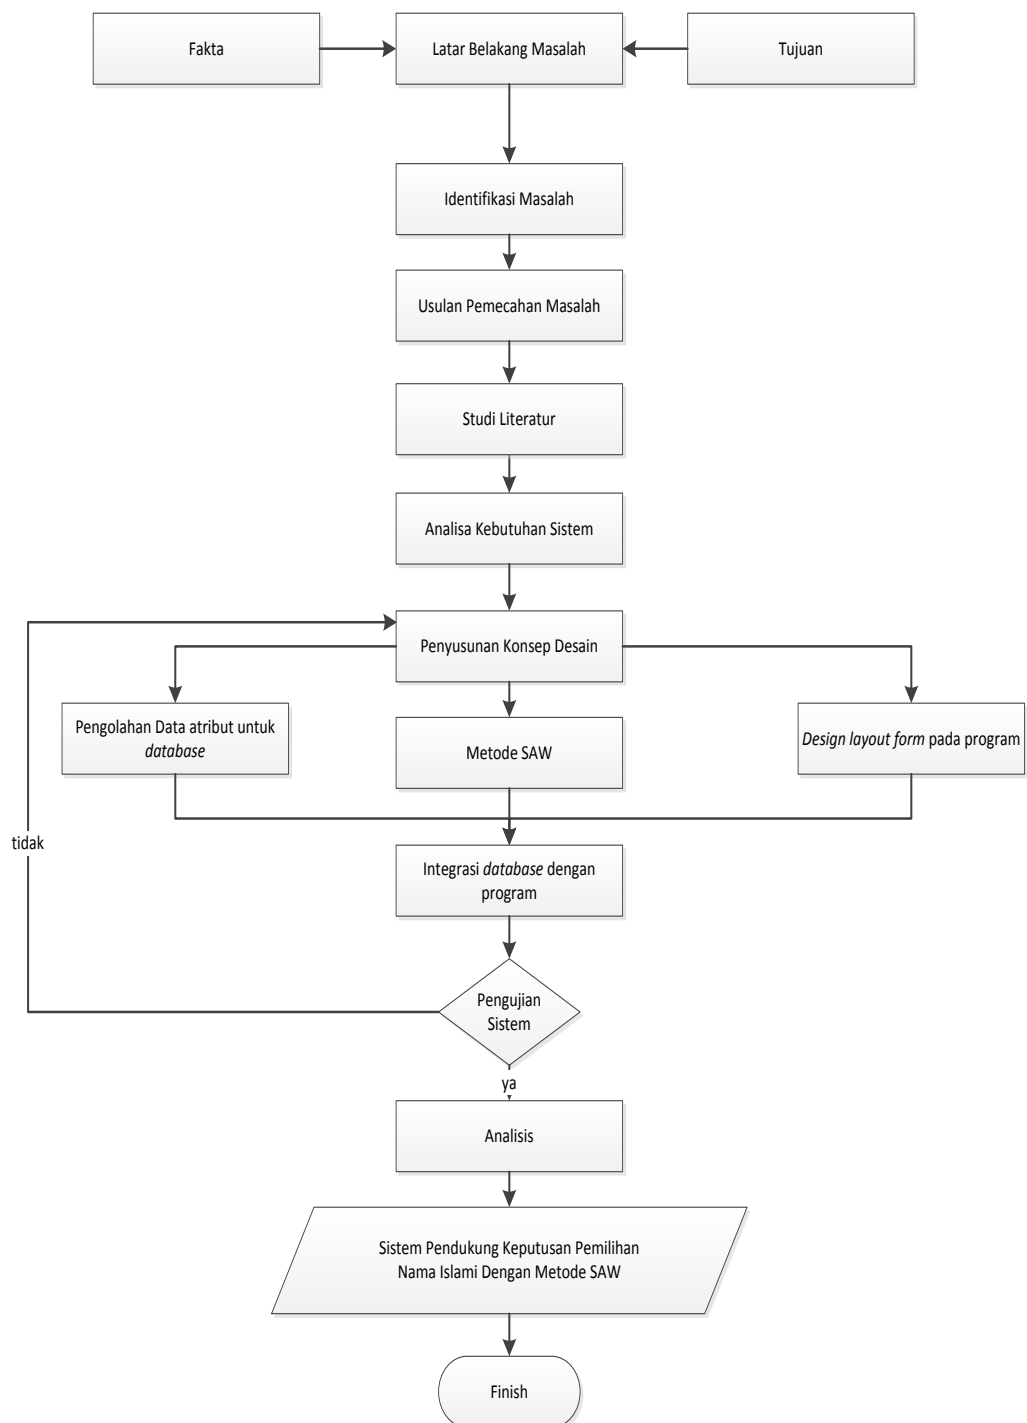 Fakta
Latar Belakang Masalah
Tujuan
Identifikasi Masalah
Usulan Pemecahan Masalah
Studi Literatur
Analisa Kebutuhan Sistem
Penyusunan Konsep Desain
Pengolahan Data atribut untuk
database
Metode SAW
Design layout form pada program
tidak
Integrasi database dengan
program
Pengujian
Sistem
ya
Analisis
Sistem Pendukung Keputusan Pemilihan
Nama Islami Dengan Metode SAW
Finish